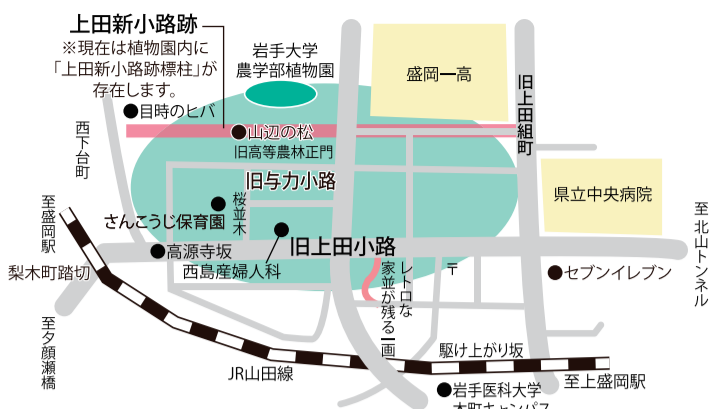 上田新小路跡
※現在は植物園内に
「上田新小路跡標柱」が
存在します。
岩手大学
農学部植物園
盛岡一高
旧上田組町
目時のヒバ
山辺の松
旧高等農林正門
西下台町
旧与力小路
県立中央病院
至盛岡駅
さんこうじ保育園
桜並木
至北山トンネル
高源寺坂
西島産婦人科
旧上田小路
梨木町踏切
レトロな
家並が残る一画
〒
セブンイレブン
至夕顔瀬橋
JR山田線
駆け上がり坂
至上盛岡駅
岩手医科大学
本町キャンパス